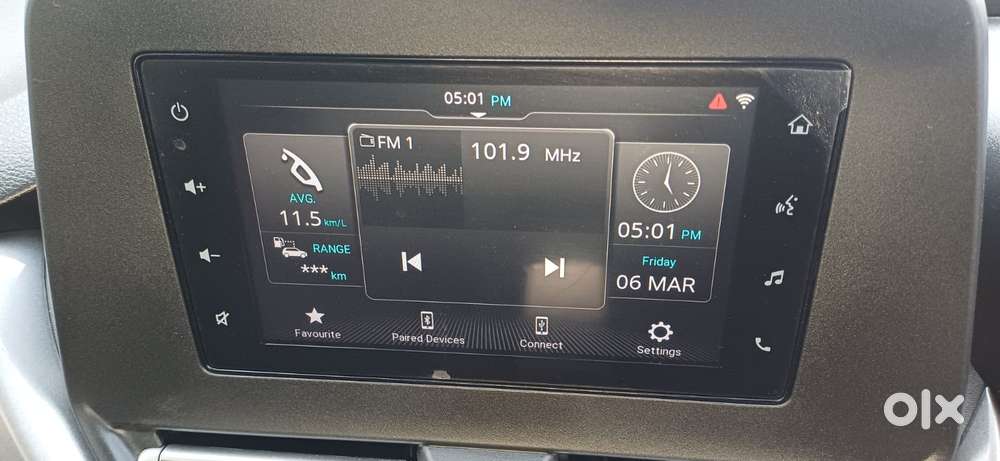 05:01 PM
FM 1
101.9 MHz
AVG.
11.5 km/L
RANGE
*** km
05:01 PM
Friday
06 MAR
Favourite
Paired Devices
Connect
Settings
olx